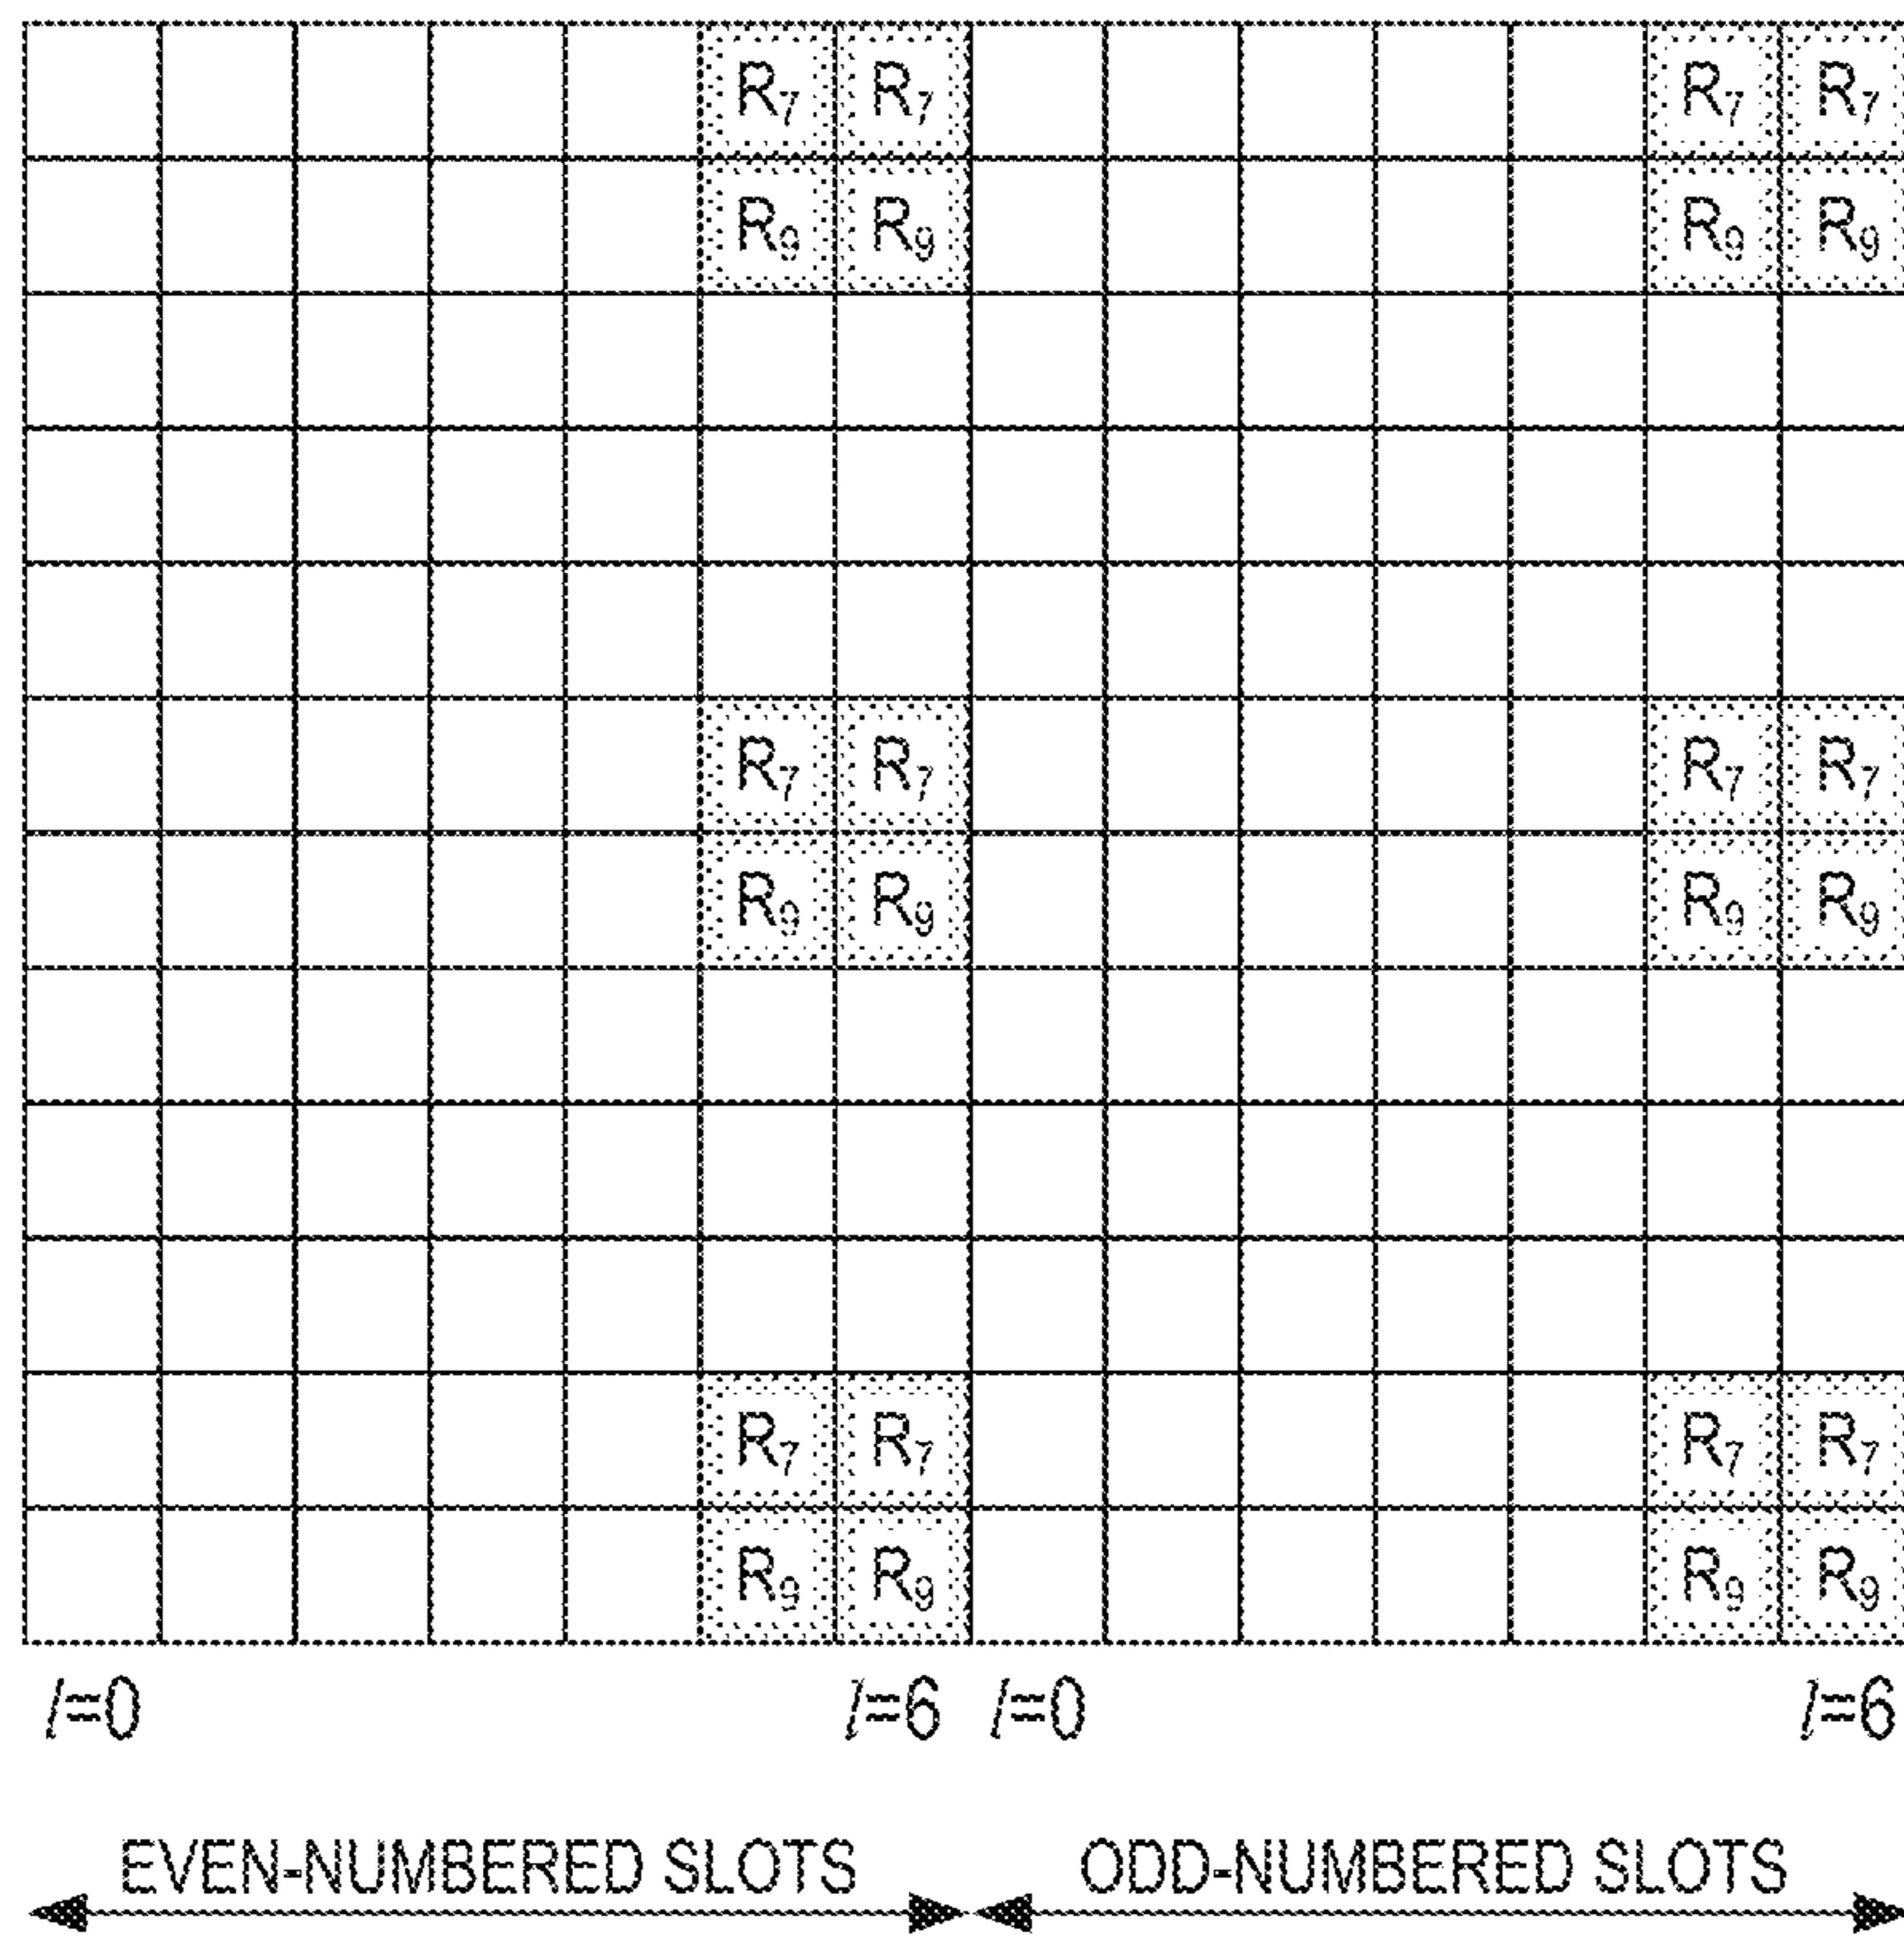 R₇ R₇ R₇ R₇
R₉ R₉ R₉ R₉
R₇ R₇ R₇ R₇
R₉ R₉ R₉ R₉
R₇ R₇ R₇ R₇
R₉ R₉ R₉ R₉
l=0 l=6 l=0 l=6
EVEN-NUMBERED SLOTS ODD-NUMBERED SLOTS